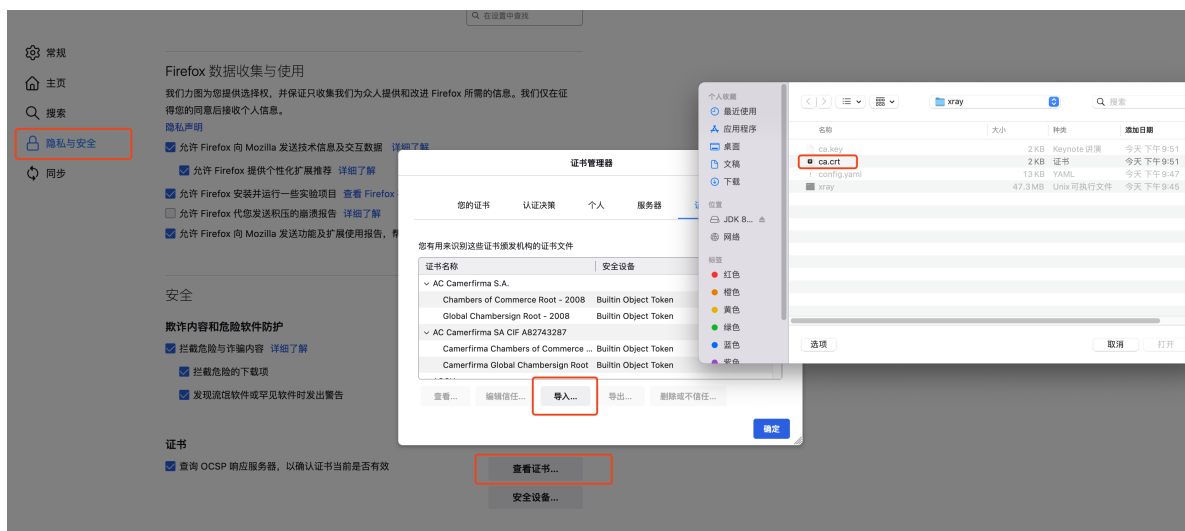 在设置中查找
常规
主页
搜索
隐私与安全
同步
Firefox 数据收集与使用
我们力图为您提供选择权，并保证只收集我们为众人提供和改进 Firefox 所需的信息。我们仅在征
得您的同意后接收个人信息。
隐私声明
允许 Firefox 向 Mozilla 发送技术信息及交互数据 详细了解
允许 Firefox 提供个性化扩展推荐 详细了解
允许 Firefox 安装并运行一些实验项目 查看 Firefox
允许 Firefox 代您发送积压的崩溃报告 详细了解
允许 Firefox 向 Mozilla 发送功能及扩展使用报告，
安全
欺诈内容和危险软件防护
拦截危险与诈骗内容 详细了解
拦截危险的下载项
发现流氓软件或罕见软件时发出警告
证书
查询 OCSP 响应服务器，以确认证书当前是否有效
查看证书...
安全设备...
证书管理器
您的证书 认证决策 个人 服务器
您有用来识别这些证书颁发机构的证书文件
证书名称 安全设备
AC Camerfirma S.A.
Chambers of Commerce Root - 2008 Builtin Object Token
Global Chambersign Root - 2008 Builtin Object Token
AC Camerfirma SA CIF A82743287
Camerfirma Chambers of Commerce ... Builtin Object Token
Camerfirma Global Chambersign Root Builtin Object Token
查看... 编辑信任... 导入... 导出... 删除或不信任...
确定
个人收藏
最近使用
应用程序
桌面
文稿
下载
位置
JDK 8...
网络
标签
红色
橙色
黄色
绿色
蓝色
紫色
xray
搜索
名称 大小 种类 添加日期
ca.key 2 KB Keynote 讲演 今天 下午9:51
ca.crt 2 KB 证书 今天 下午9:51
config.yaml 13 KB YAML 今天 下午9:47
xray 47.3 MB Unix 可执行文件 今天 下午9:45
选项
取消 打开